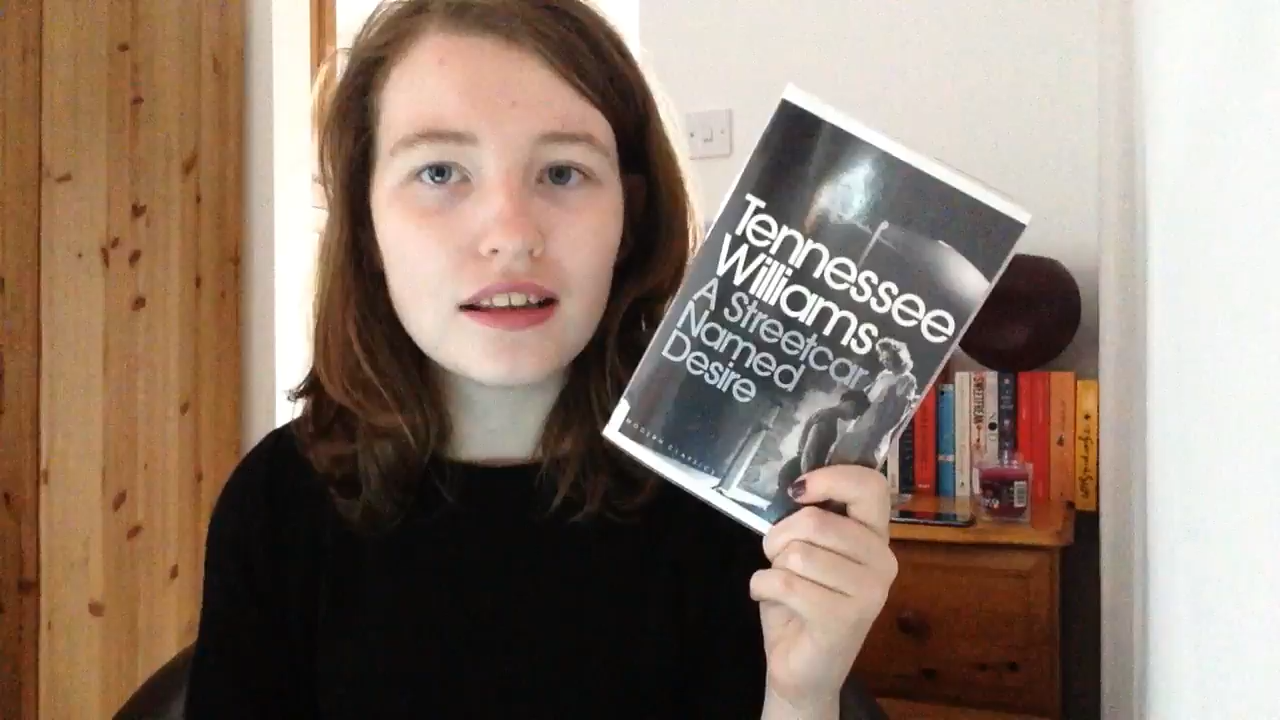 Tennessee
Williams
A Streetcar
Named
Desire
MODERN CLASSICS